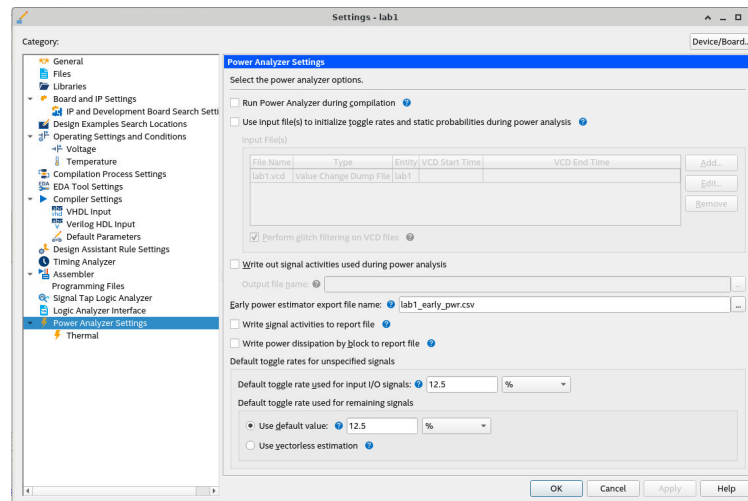 Settings - lab1
Category:
Device/Board..
General
Files
Libraries
Board and IP Settings
IP and Development Board Search Setti
Design Examples Search Locations
Operating Settings and Conditions
Voltage
Temperature
Compilation Process Settings
EDA Tool Settings
Compiler Settings
VHDL Input
Verilog HDL Input
Default Parameters
Design Assistant Rule Settings
Timing Analyzer
Assembler
Programming Files
Signal Tap Logic Analyzer
Logic Analyzer Interface
Power Analyzer Settings
Thermal
Power Analyzer Settings
Select the power analyzer options.
Run Power Analyzer during compilation
Use input file(s) to initialize toggle rates and static probabilities during power analysis
Input File(s)
File Name Type Entity VCD Start Time VCD End Time
lab1.vcd Value Change Dump File lab1
Add...
Edit...
Remove
Perform glitch filtering on VCD files
Write out signal activities used during power analysis
Output file name: ...
Early power estimator export file name: lab1_early_pwr.csv ...
Write signal activities to report file
Write power dissipation by block to report file
Default toggle rates for unspecified signals
Default toggle rate used for input I/O signals: 12.5 %
Default toggle rate used for remaining signals
Use default value: 12.5 %
Use vectorless estimation
OK Cancel Apply Help